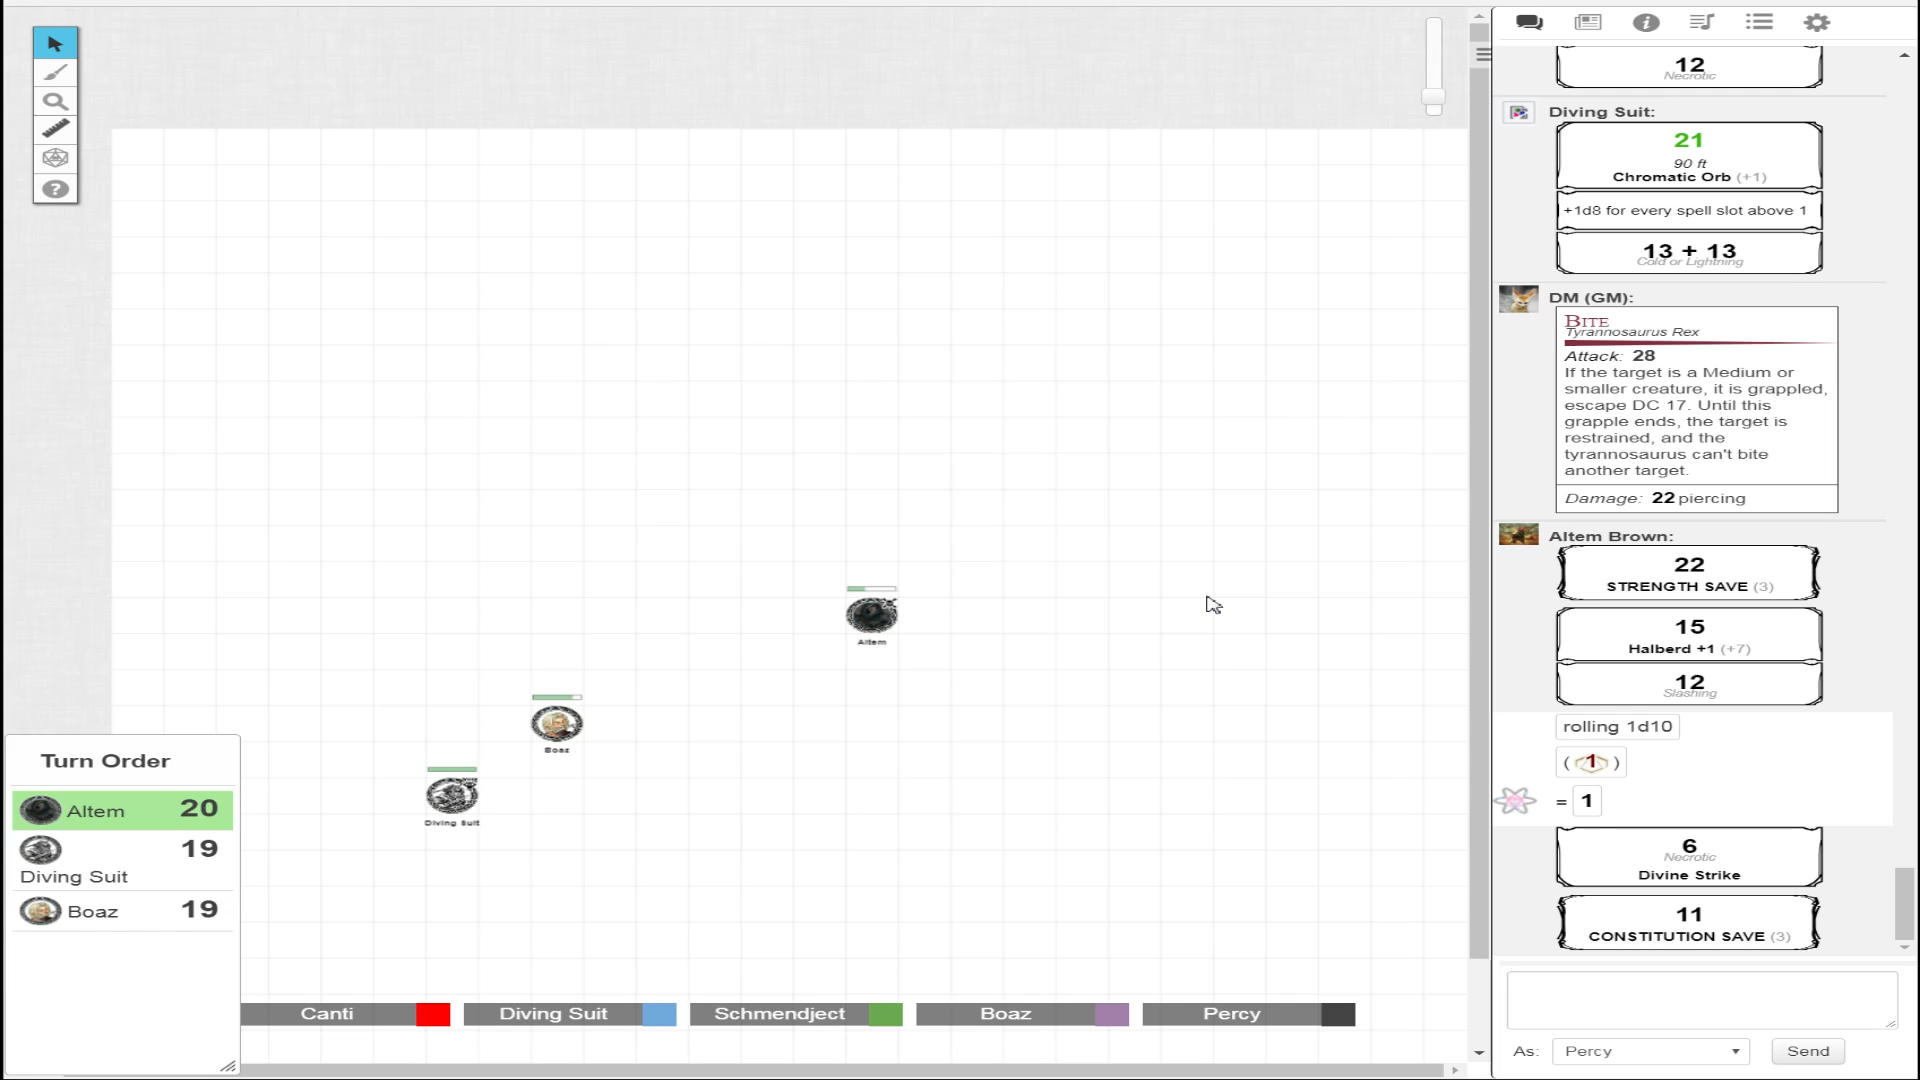 Altem
Boaz
Diving Suit
Turn Order
Altem 20
19
Diving Suit
Boaz 19
Canti
Diving Suit
Schmendject
Boaz
Percy
12
Necrotic
Diving Suit:
21
90 ft
Chromatic Orb (+1)
+1d8 for every spell slot above 1
13 + 13
Cold or Lightning
DM (GM):
BITE
Tyrannosaurus Rex
Attack: 28
If the target is a Medium or
smaller creature, it is grappled,
escape DC 17. Until this
grapple ends, the target is
restrained, and the
tyrannosaurus can't bite
another target.
Damage: 22 piercing
Altem Brown:
22
STRENGTH SAVE (3)
15
Halberd +1 (+7)
12
Slashing
rolling 1d10
(1)
= 1
6
Necrotic
Divine Strike
11
CONSTITUTION SAVE (3)
As: Percy
Send